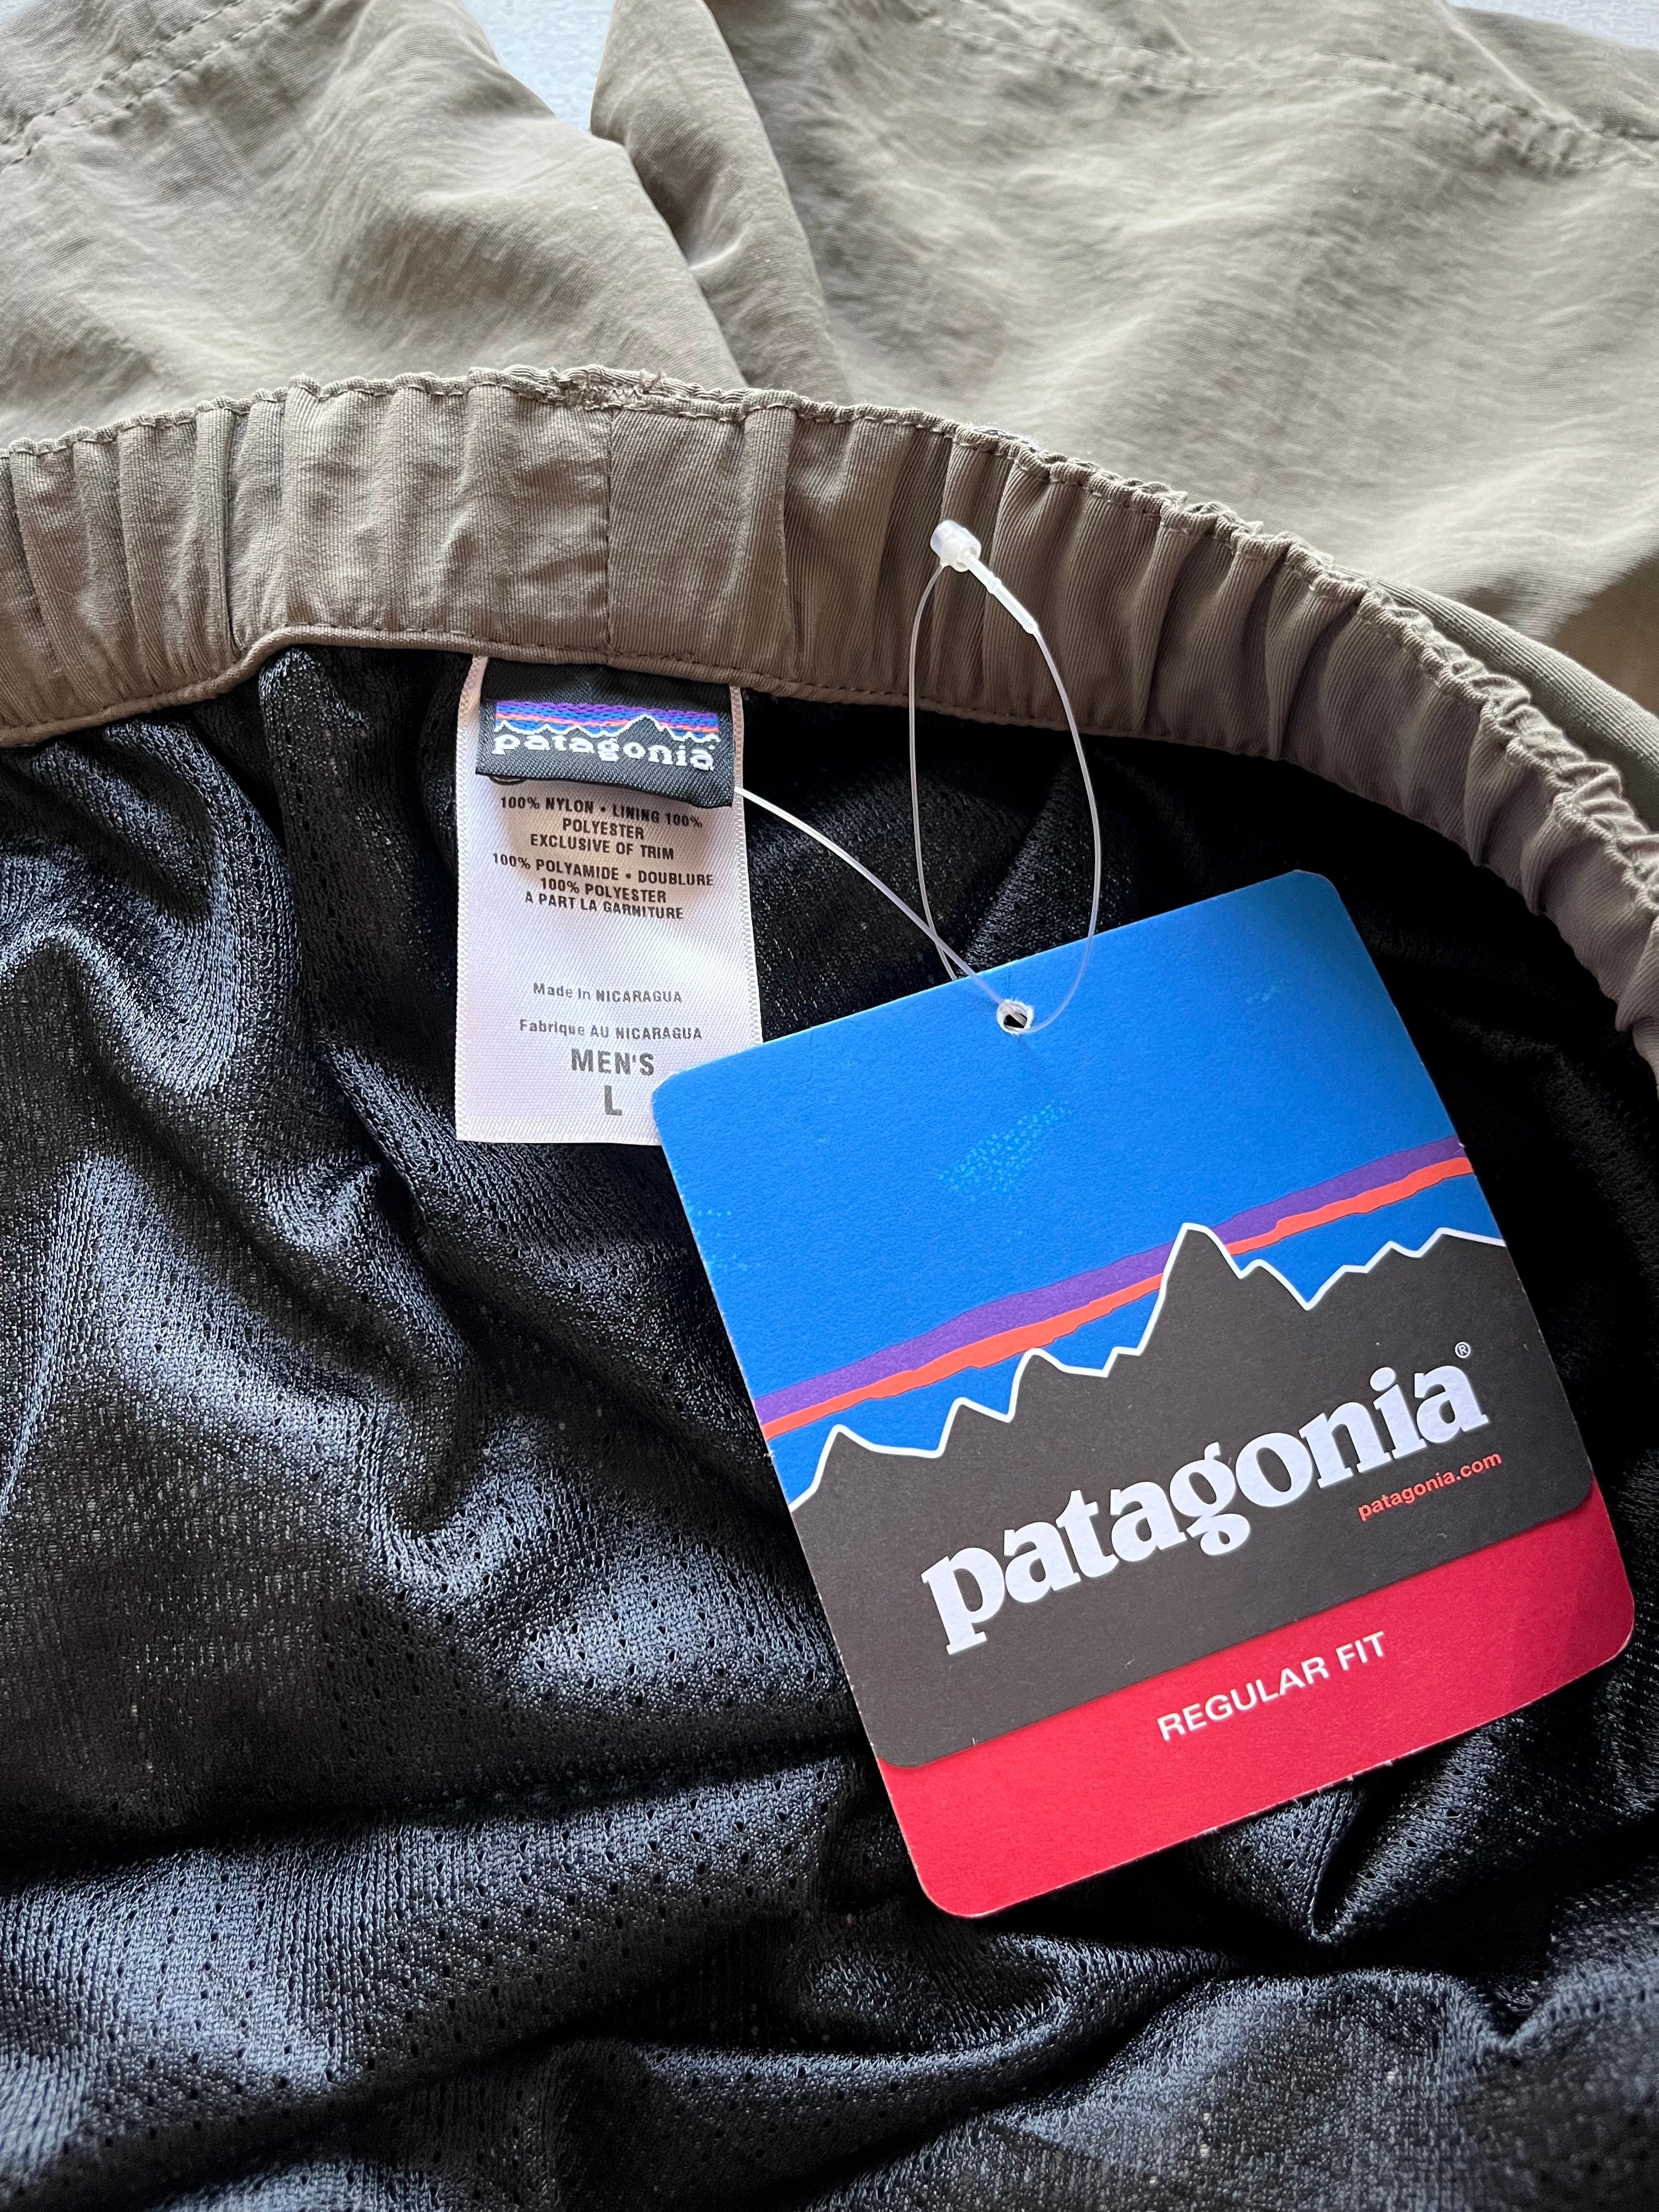 patagonia
100% NYLON • LINING 100%
POLYESTER
EXCLUSIVE OF TRIM
100% POLYAMIDE • DOUBLURE
100% POLYESTER
À PART LA GARNITURE
Made in NICARAGUA
Fabrique AU NICARAGUA
MEN'S
L
patagonia®
patagonia.com
REGULAR FIT